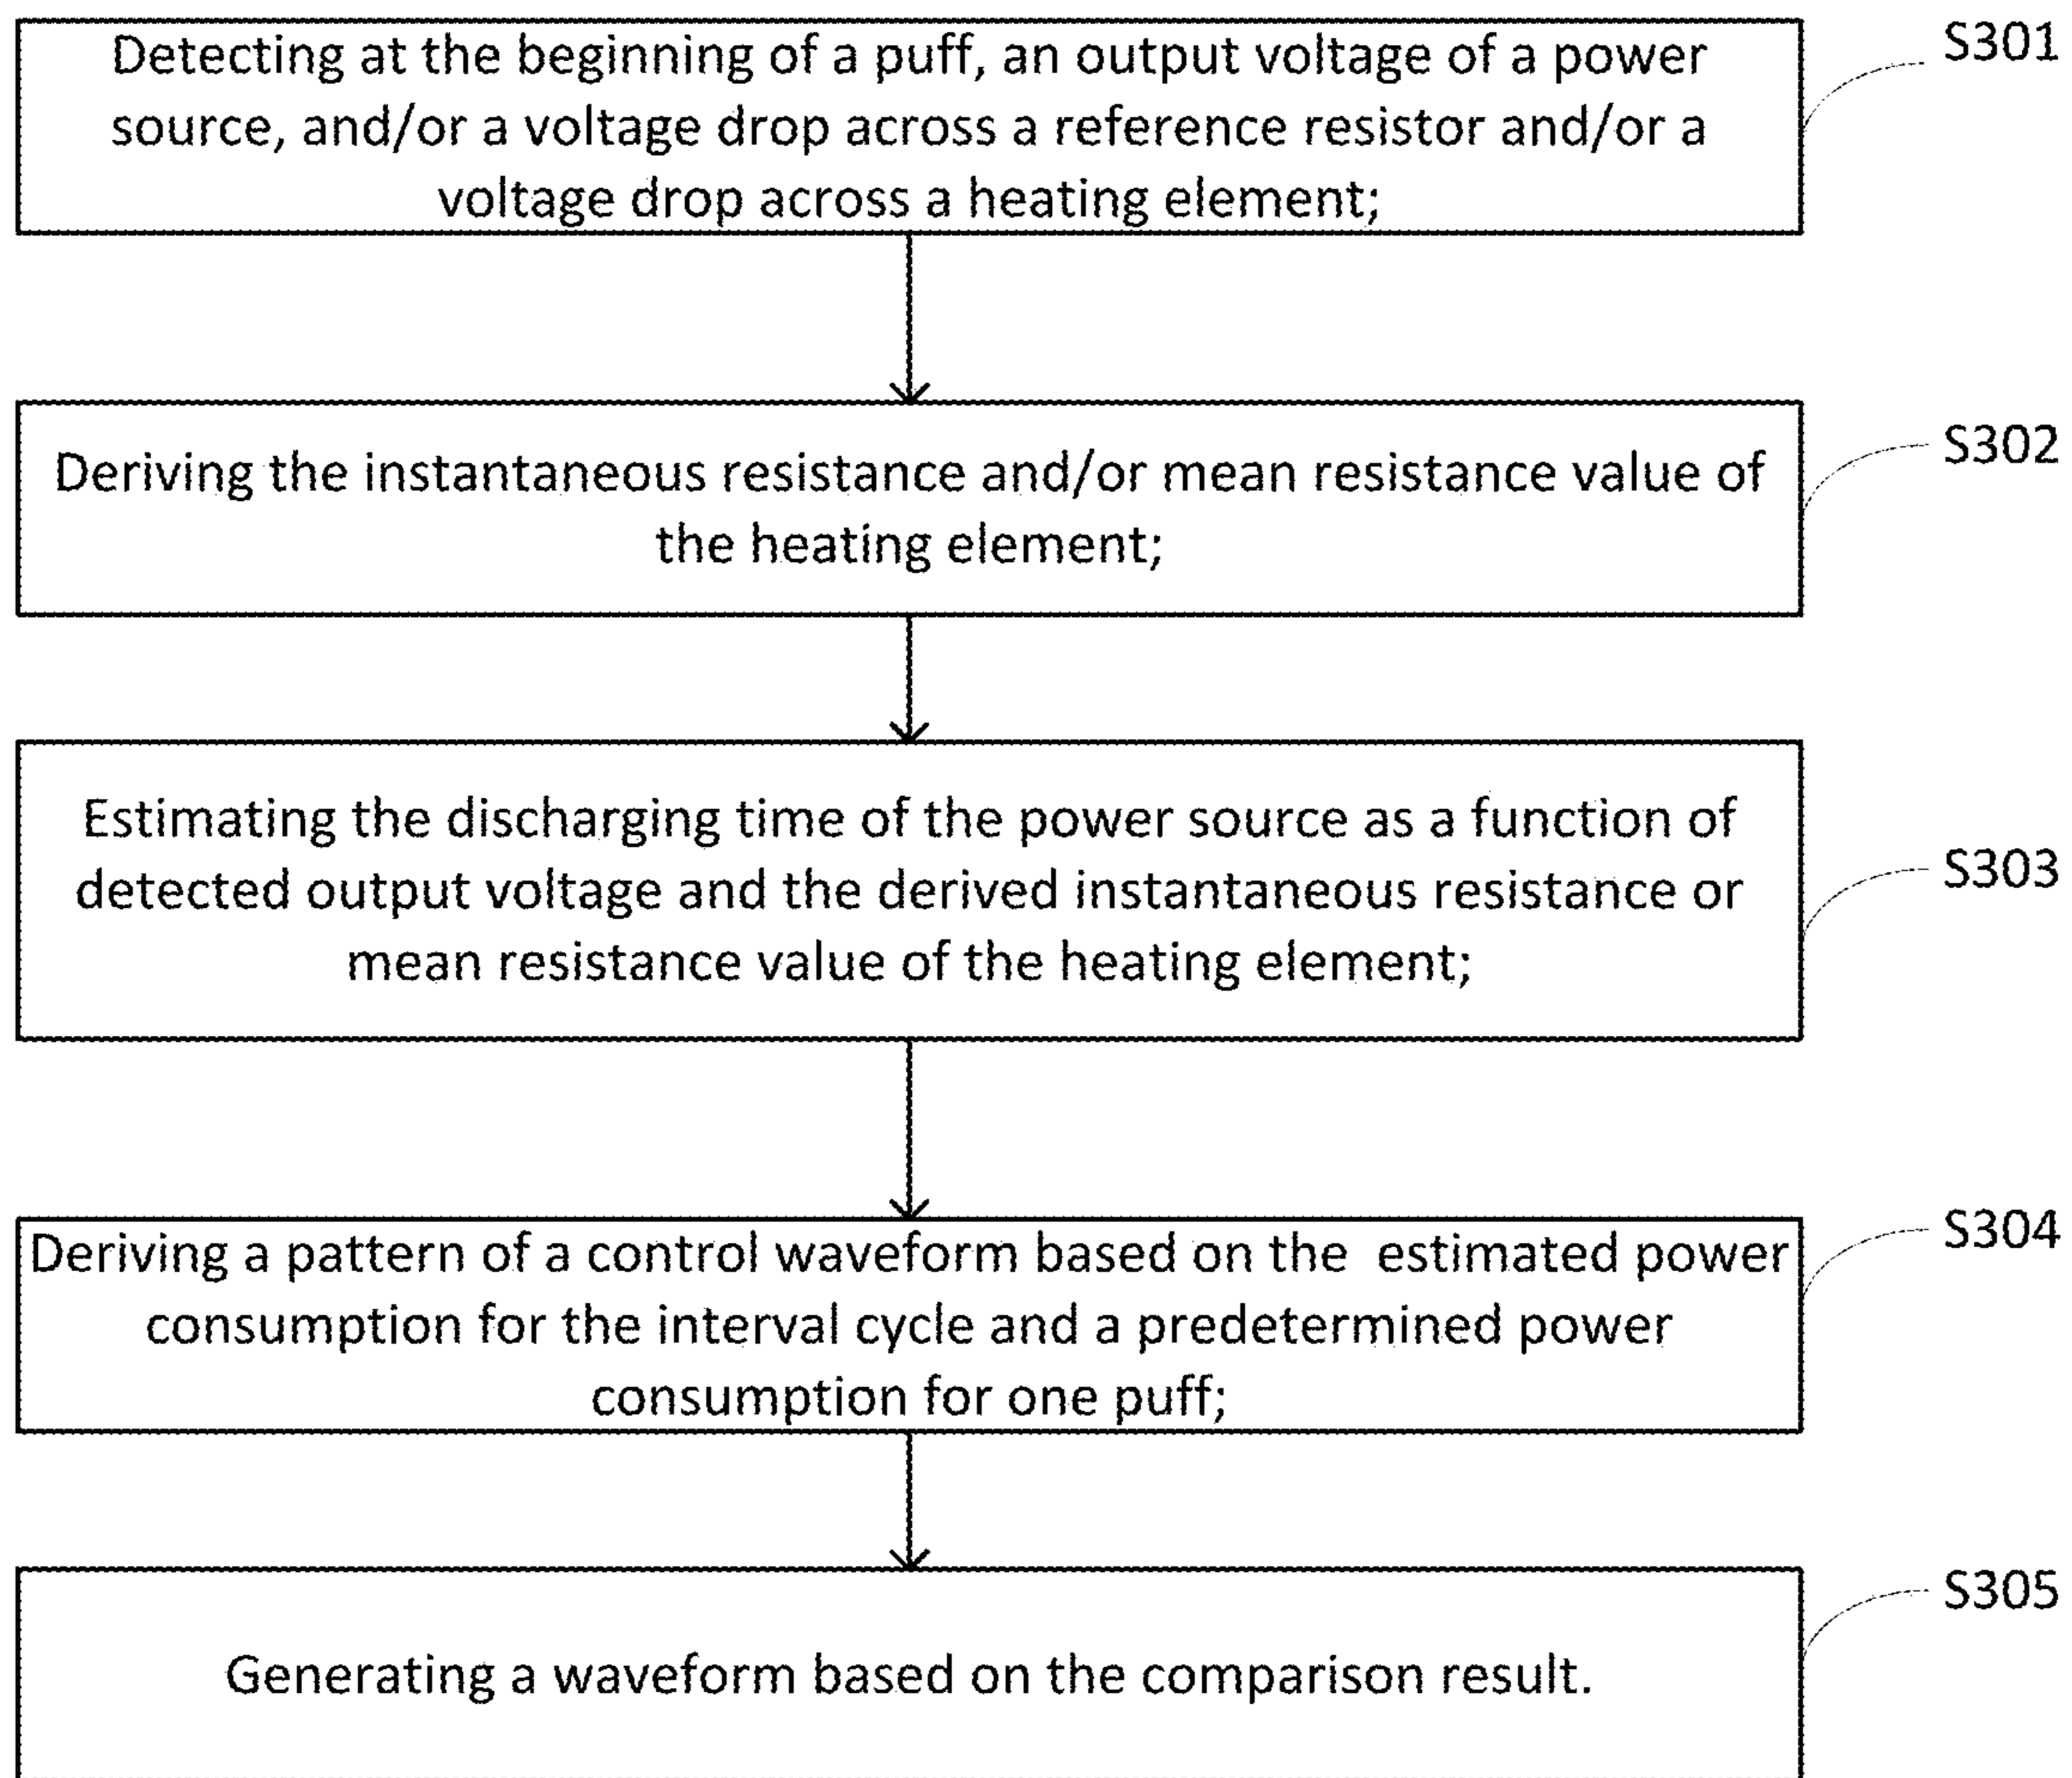 Detecting at the beginning of a puff, an output voltage of a power
source, and/or a voltage drop across a reference resistor and/or a
voltage drop across a heating element;
S301
Deriving the instantaneous resistance and/or mean resistance value of
the heating element;
S302
Estimating the discharging time of the power source as a function of
detected output voltage and the derived instantaneous resistance or
mean resistance value of the heating element;
S303
Deriving a pattern of a control waveform based on the estimated power
consumption for the interval cycle and a predetermined power
consumption for one puff;
S304
Generating a waveform based on the comparison result.
S305